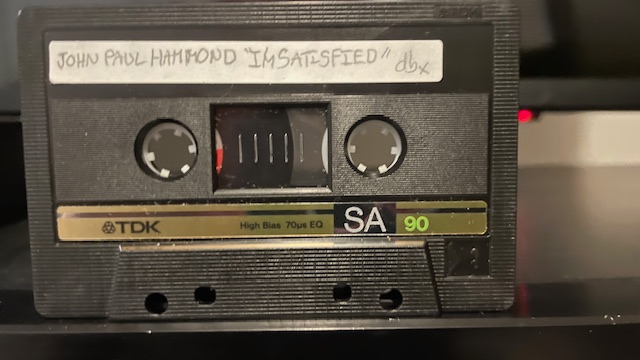 JOHN PAUL HAMMOND "I'M SATISFIED" dbx
TDK High Bias 70µs EQ SA 90